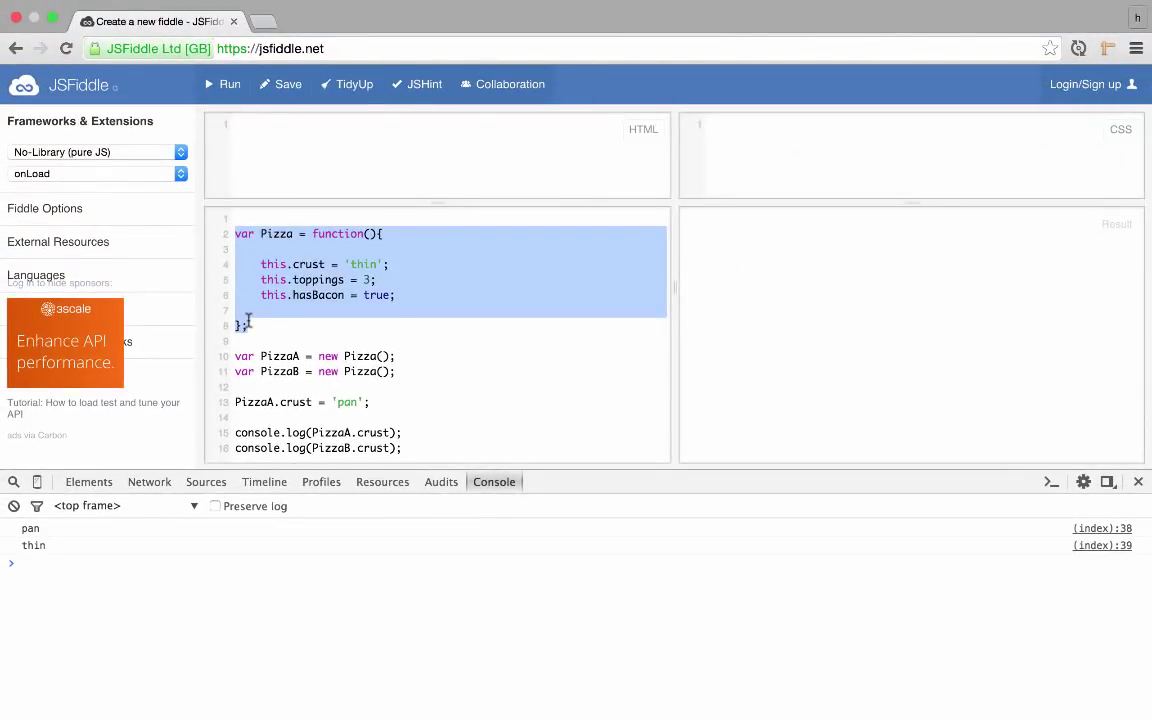 Create a new fiddle - JSFid
h
JSFiddle Ltd [GB] https://jsfiddle.net
JSFiddle Run Save TidyUp JSHint Collaboration Login/Sign up
Frameworks & Extensions
No-Library (pure JS)
onLoad
Fiddle Options
External Resources
Languages
Log in to hide sponsors:
3scale
Enhance API
performance.
ks
Tutorial: How to load test and tune your
API
ads via Carbon
1 HTML
1 CSS
1
2 var Pizza = function(){
3
4 this.crust = 'thin';
5 this.toppings = 3;
6 this.hasBacon = true;
7
8 };
9
10 var PizzaA = new Pizza();
11 var PizzaB = new Pizza();
12
13 PizzaA.crust = 'pan';
14
15 console.log(PizzaA.crust);
16 console.log(PizzaB.crust);
Result
Elements Network Sources Timeline Profiles Resources Audits Console
<top frame> Preserve log
pan (index):38
thin (index):39